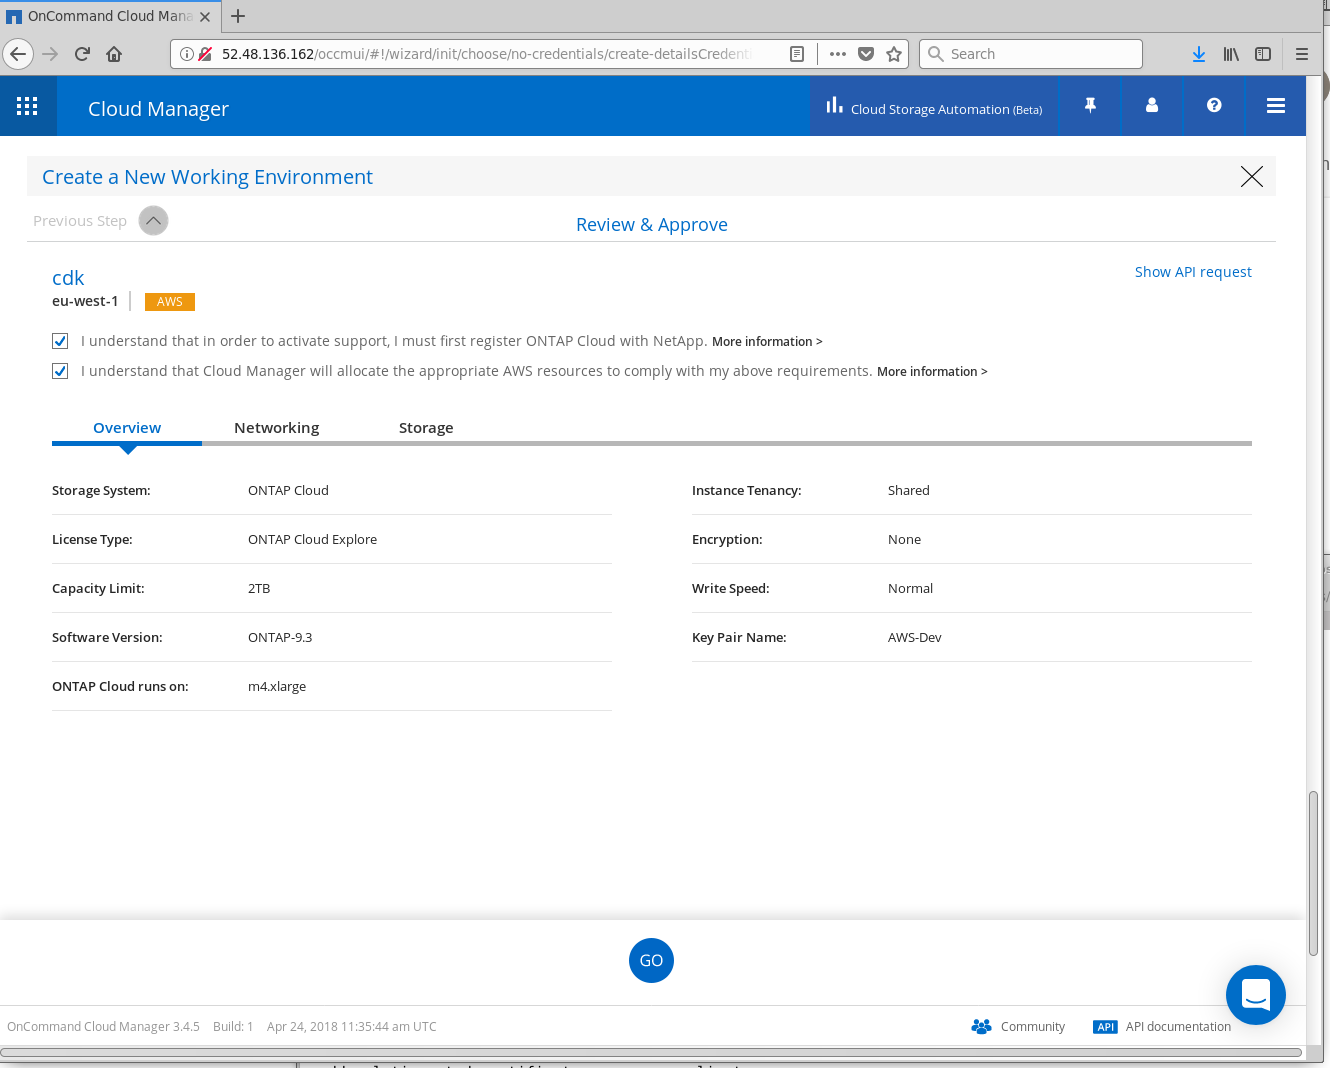 OnCommand Cloud Mana
52.48.136.162/occmui/#!/wizard/init/choose/no-credentials/create-detailsCredent
Search
Cloud Manager
Cloud Storage Automation (Beta)
Create a New Working Environment
Previous Step
Review & Approve
cdk
Show API request
eu-west-1
AWS
I understand that in order to activate support, I must first register ONTAP Cloud with NetApp. More information >
I understand that Cloud Manager will allocate the appropriate AWS resources to comply with my above requirements. More information >
Overview Networking Storage
Storage System: ONTAP Cloud
Instance Tenancy: Shared
License Type: ONTAP Cloud Explore
Encryption: None
Capacity Limit: 2TB
Write Speed: Normal
Software Version: ONTAP-9.3
Key Pair Name: AWS-Dev
ONTAP Cloud runs on: m4.xlarge
GO
OnCommand Cloud Manager 3.4.5 Build: 1 Apr 24, 2018 11:35:44 am UTC
Community
API API documentation